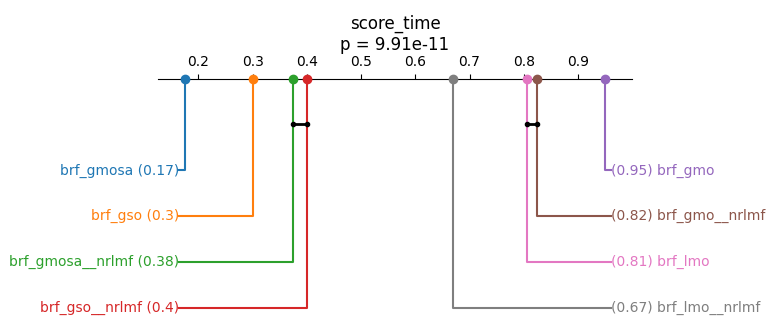 score_time
p = 9.91e-11
0.2 0.3 0.4 0.5 0.6 0.7 0.8 0.9
brf_gmosa (0.17) (0.95) brf_gmo
brf_gso (0.3) (0.82) brf_gmo__nrlmf
brf_gmosa__nrlmf (0.38) (0.81) brf_lmo
brf_gso__nrlmf (0.4) (0.67) brf_lmo__nrlmf